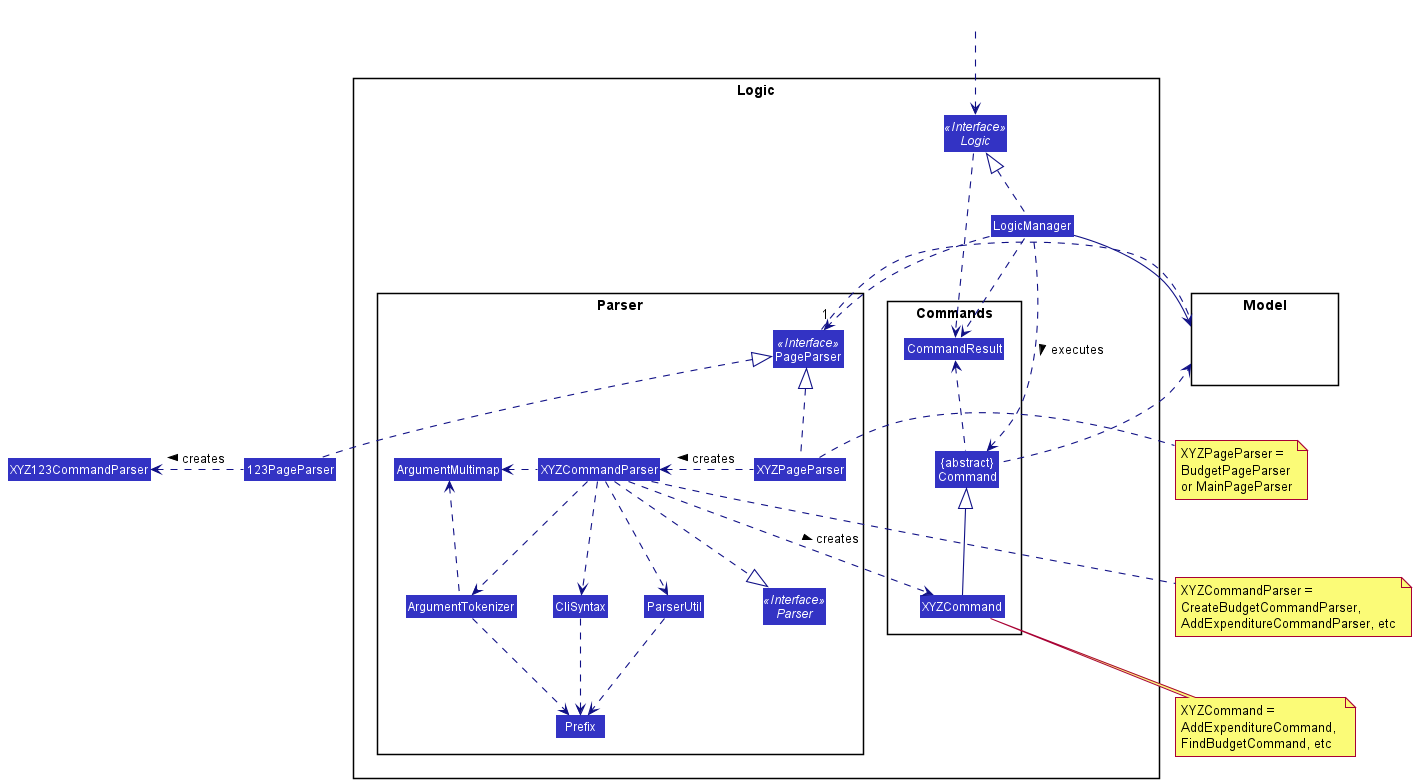 Logic
«Interface»
Logic
LogicManager
Parser
Commands
Model
1
«Interface»
PageParser
CommandResult
executes
XYZ123CommandParser
creates
123PageParser
ArgumentMultimap
XYZCommandParser
creates
XYZPageParser
{abstract}
Command
XYZPageParser =
BudgetPageParser
or MainPageParser
creates
ArgumentTokenizer
CliSyntax
ParserUtil
«Interface»
Parser
XYZCommand
XYZCommandParser =
CreateBudgetCommandParser,
AddExpenditureCommandParser, etc
Prefix
XYZCommand =
AddExpenditureCommand,
FindBudgetCommand, etc